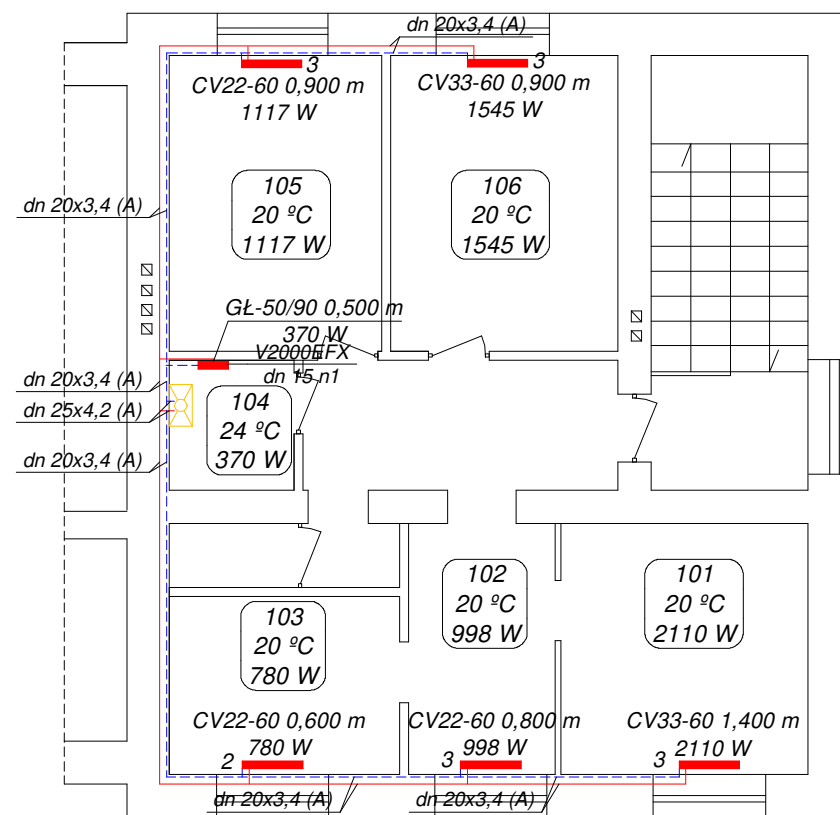 dn 20x3,4 (A)
3
CV22-60 0,900 m
1117 W
3
CV33-60 0,900 m
1545 W
105
20 ºC
1117 W
106
20 ºC
1545 W
dn 20x3,4 (A)
GŁ-50/90 0,500 m
370 W
V2000EFX
dn 15 n1
dn 20x3,4 (A)
dn 25x4,2 (A)
dn 20x3,4 (A)
104
24 ºC
370 W
103
20 ºC
780 W
102
20 ºC
998 W
101
20 ºC
2110 W
CV22-60 0,600 m
780 W
2
CV22-60 0,800 m
998 W
3
CV33-60 1,400 m
2110 W
3
dn 20x3,4 (A)
dn 20x3,4 (A)